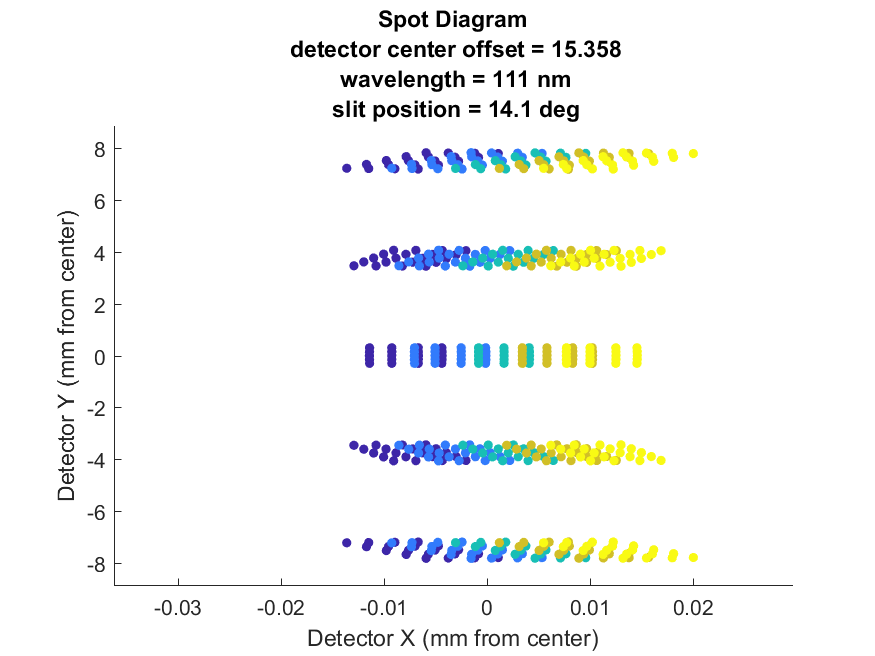 Spot Diagram
detector center offset = 15.358
wavelength = 111 nm
slit position = 14.1 deg
8
6
4
2
0
-2
-4
-6
-8
Detector Y (mm from center)
-0.03 -0.02 -0.01 0 0.01 0.02
Detector X (mm from center)